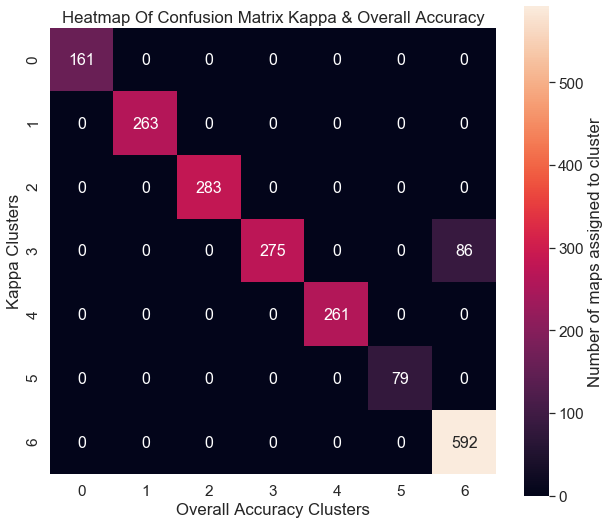 Heatmap Of Confusion Matrix Kappa & Overall Accuracy
0 161 0 0 0 0 0 0
1 0 263 0 0 0 0 0
2 0 0 283 0 0 0 0
3 0 0 0 275 0 0 86
4 0 0 0 0 261 0 0
5 0 0 0 0 0 79 0
6 0 0 0 0 0 0 592
0 1 2 3 4 5 6
Kappa Clusters
Overall Accuracy Clusters
500
400
300
200
100
0
Number of maps assigned to cluster